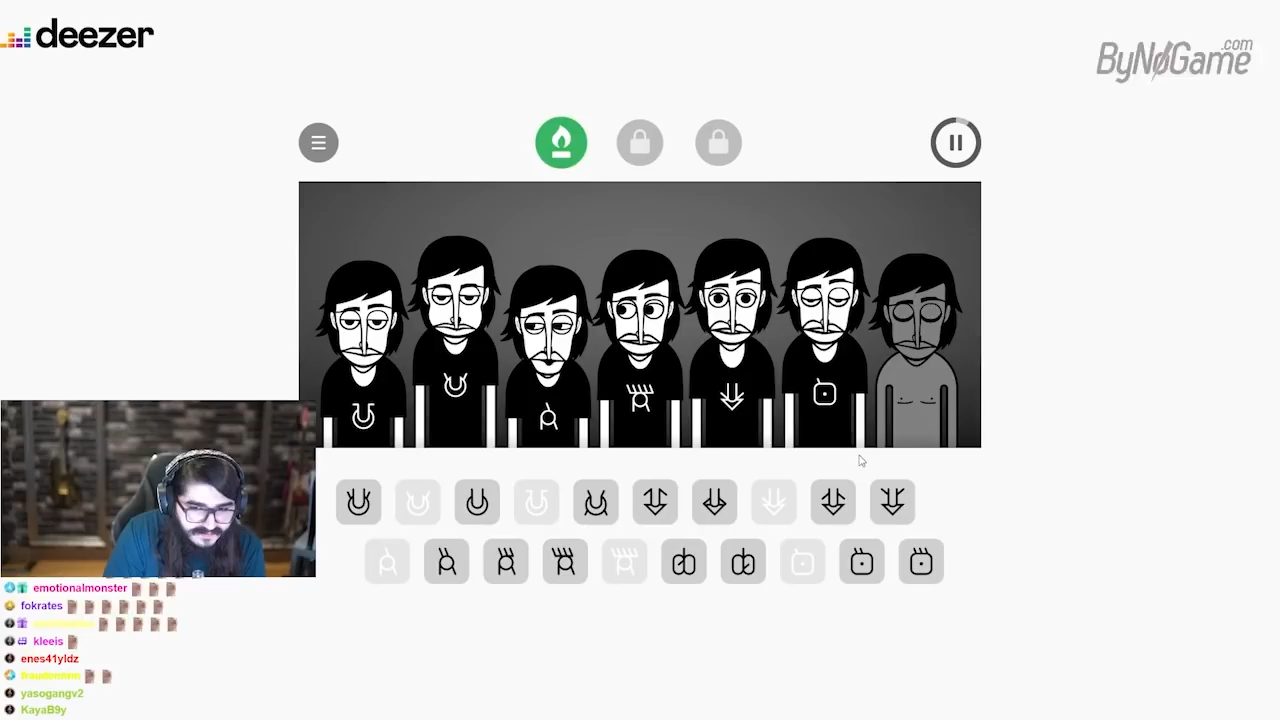 deezer
ByNoGame.com
emotionalmonster
fokrates
kleeis
enes41yldz
yasogangv2
KayaB9y